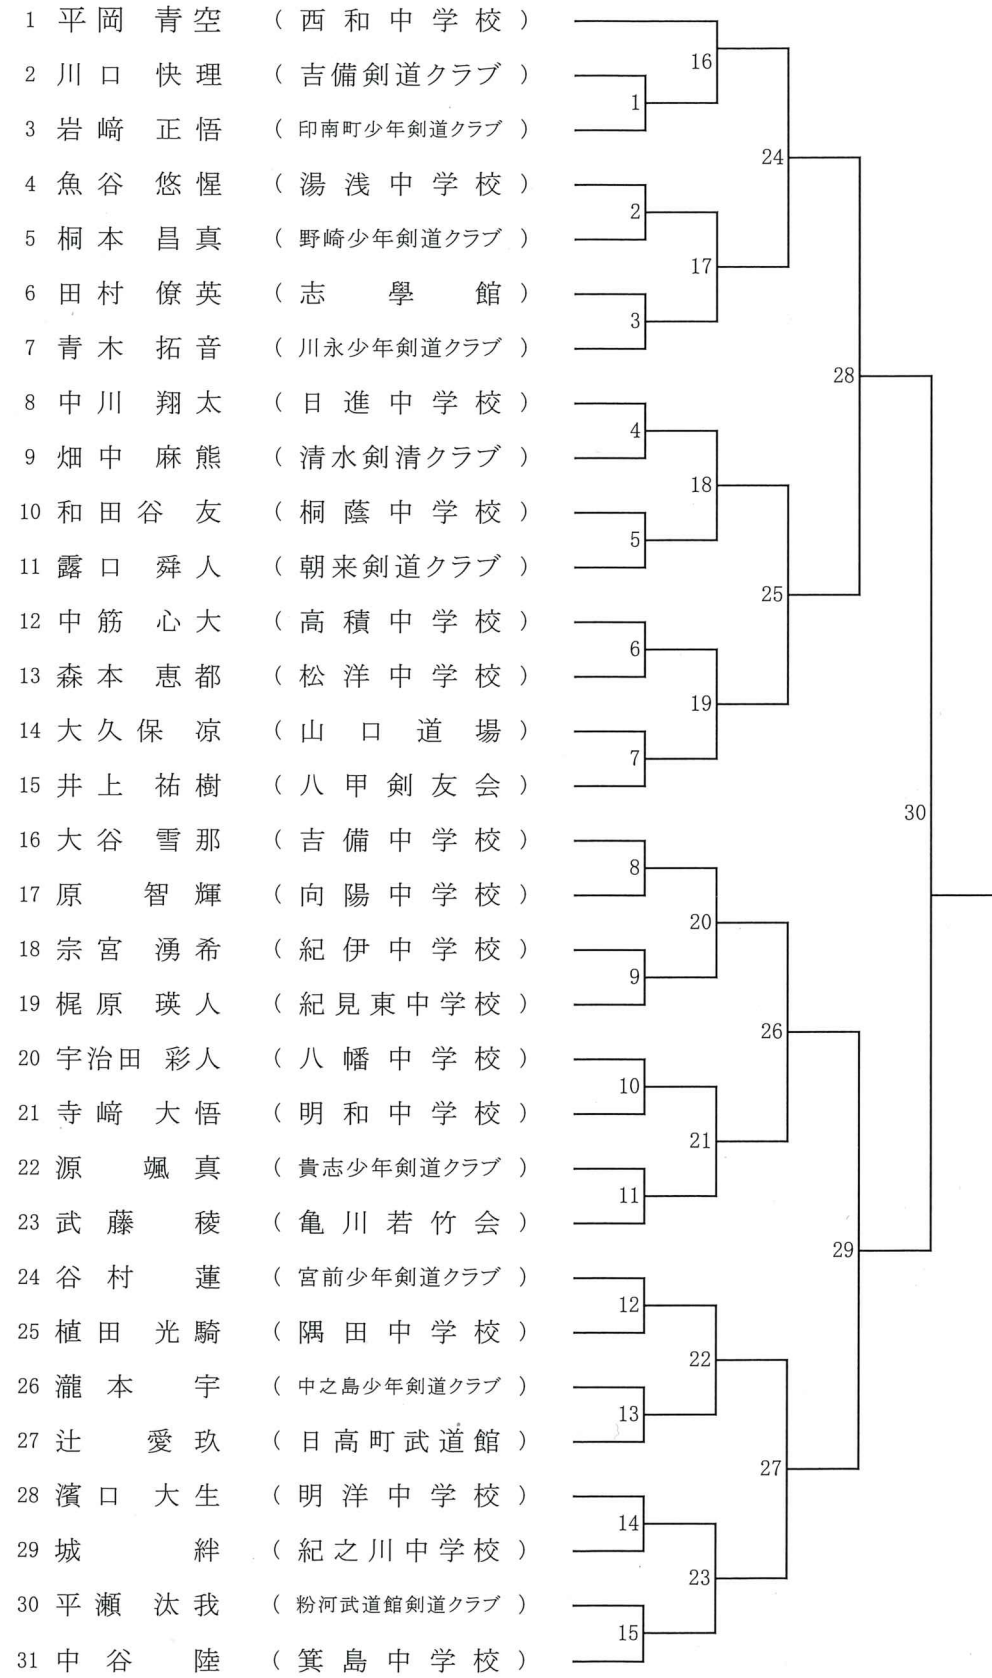 1 平岡 青空 (西和中学校)
2 川口 快理 (吉備剣道クラブ)
3 岩﨑 正悟 (印南町少年剣道クラブ)
4 魚谷 悠惺 (湯浅中学校)
5 桐本 昌真 (野崎少年剣道クラブ)
6 田村 僚英 (志學館)
7 青木 拓音 (川永少年剣道クラブ)
8 中川 翔太 (日進中学校)
9 畑中 麻熊 (清水剣清クラブ)
10 和田谷 友 (桐蔭中学校)
11 露口 舜人 (朝来剣道クラブ)
12 中筋 心大 (高積中学校)
13 森本 恵都 (松洋中学校)
14 大久保 凉 (山口道場)
15 井上 祐樹 (八甲剣友会)
16 大谷 雪那 (吉備中学校)
17 原 智輝 (向陽中学校)
18 宗宮 湧希 (紀伊中学校)
19 梶原 瑛人 (紀見東中学校)
20 宇治田 彩人 (八幡中学校)
21 寺﨑 大悟 (明和中学校)
22 源 颯真 (貴志少年剣道クラブ)
23 武藤 稜 (亀川若竹会)
24 谷村 蓮 (宮前少年剣道クラブ)
25 植田 光騎 (隅田中学校)
26 瀧本 宇 (中之島少年剣道クラブ)
27 辻 愛玖 (日高町武道館)
28 濱口 大生 (明洋中学校)
29 城 絆 (紀之川中学校)
30 平瀬 汰我 (粉河武道館剣道クラブ)
31 中谷 陸 (箕島中学校)
1
2
3
4
5
6
7
8
9
10
11
12
13
14
15
16
17
18
19
20
21
22
23
24
25
26
27
28
29
30